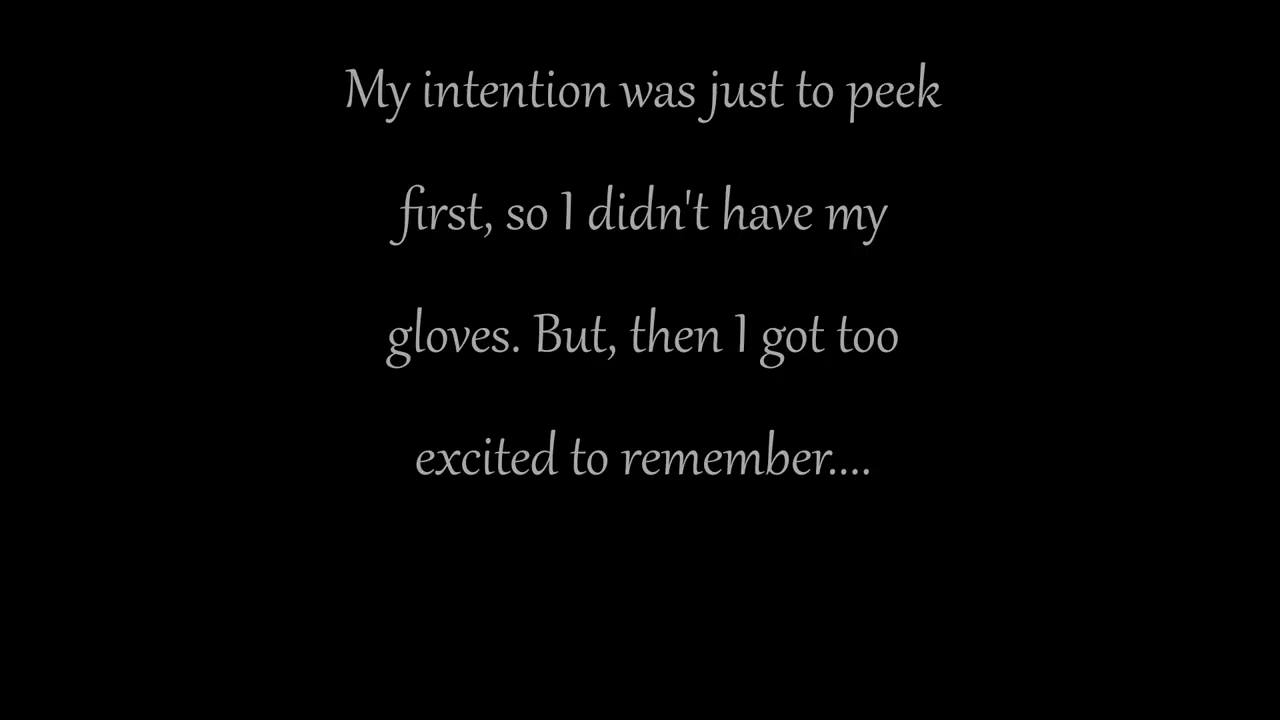 My intention was just to peek
first, so I didn't have my
gloves. But, then I got too
excited to remember....